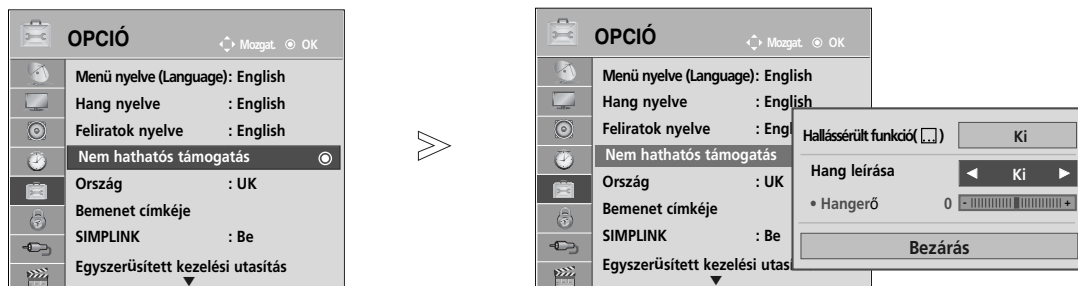 OPCIÓ
Mozgat. OK
Menü nyelve (Language): English
Hang nyelve : English
Feliratok nyelve : English
Nem hathatós támogatás
Ország : UK
Bemenet címkéje
SIMPLINK : Be
Egyszerűsített kezelési utasítás
OPCIÓ
Mozgat. OK
Menü nyelve (Language): English
Hang nyelve : English
Feliratok nyelve : Engl
Nem hathatós támogatás
Ország : UK
Bemenet címkéje
SIMPLINK : Be
Egyszerűsített kezelési utasí
Hallássérült funkció( ... ) Ki
Hang leírása ◄ Ki ►
• Hangerő 0 - +
Bezárás